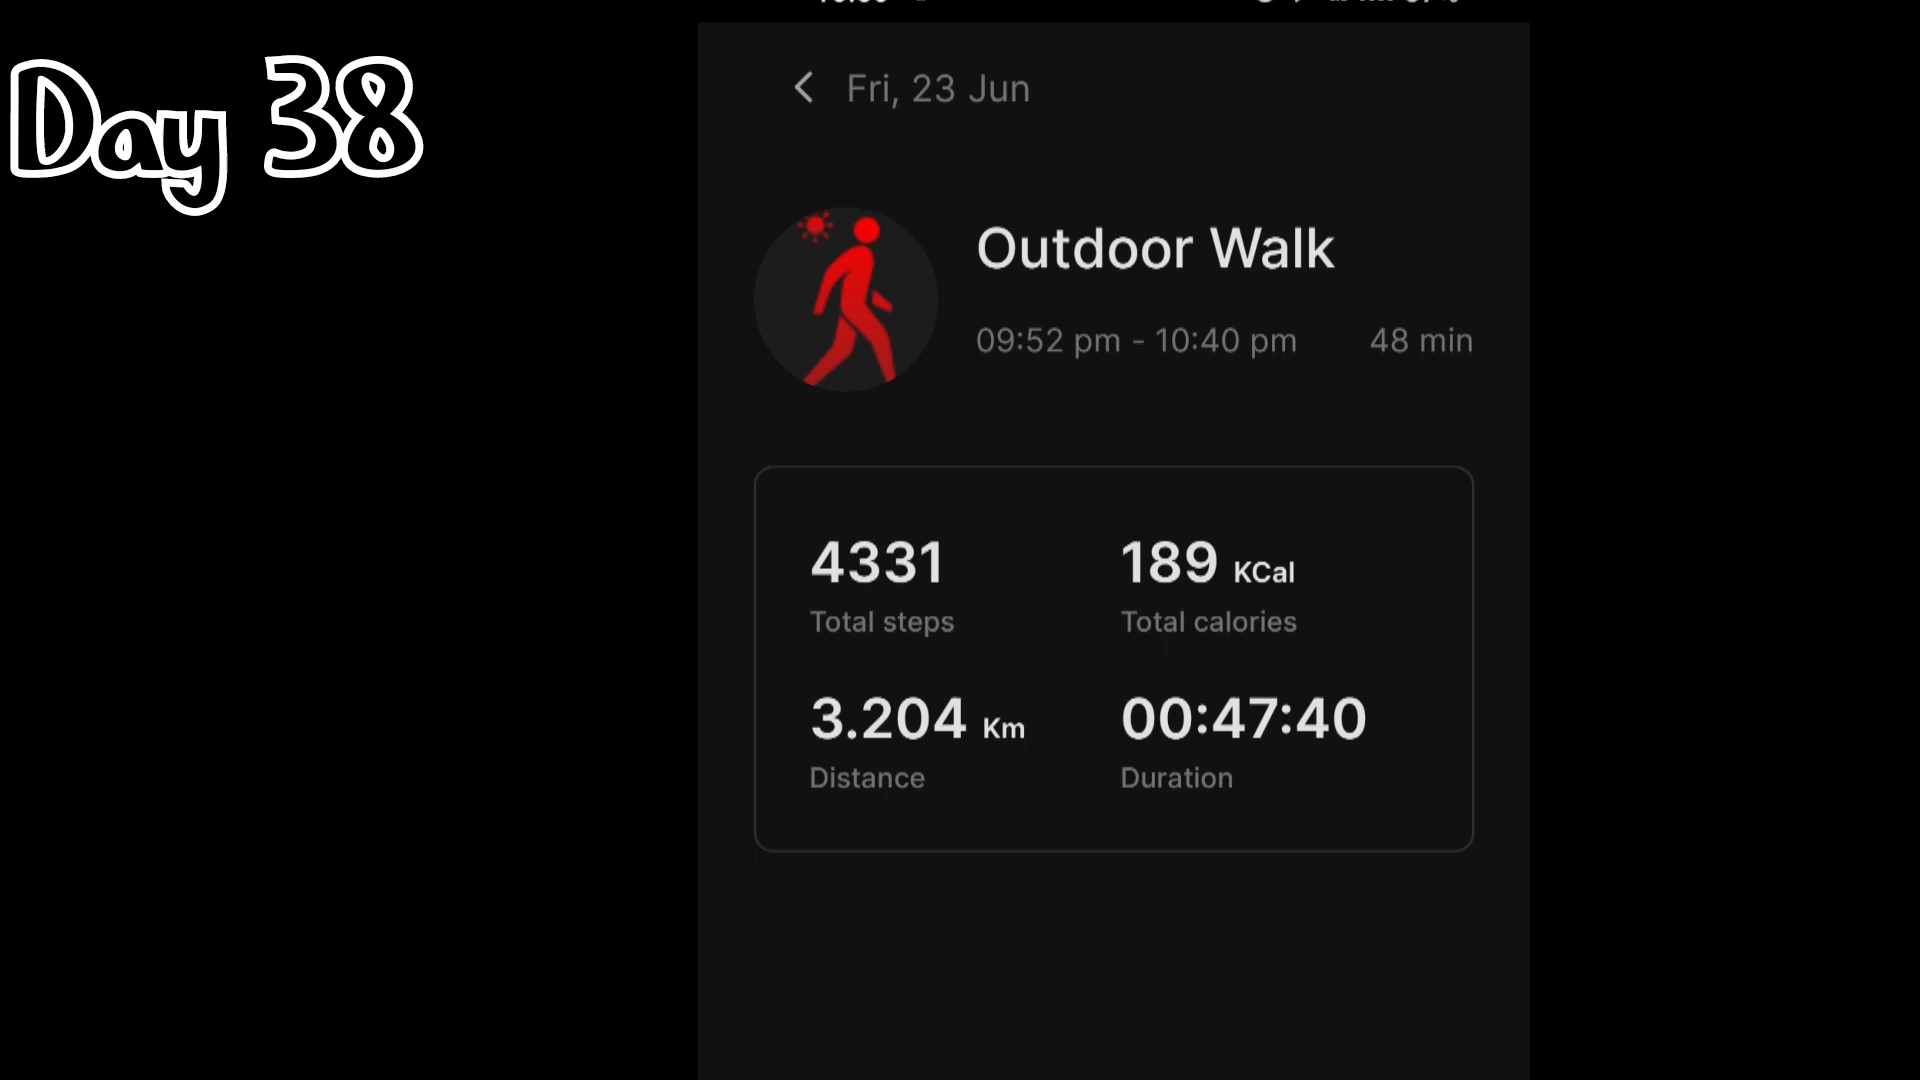 Day 38
Fri, 23 Jun
Outdoor Walk
09:52 pm - 10:40 pm 48 min
4331 189 KCal
Total steps Total calories
3.204 Km 00:47:40
Distance Duration